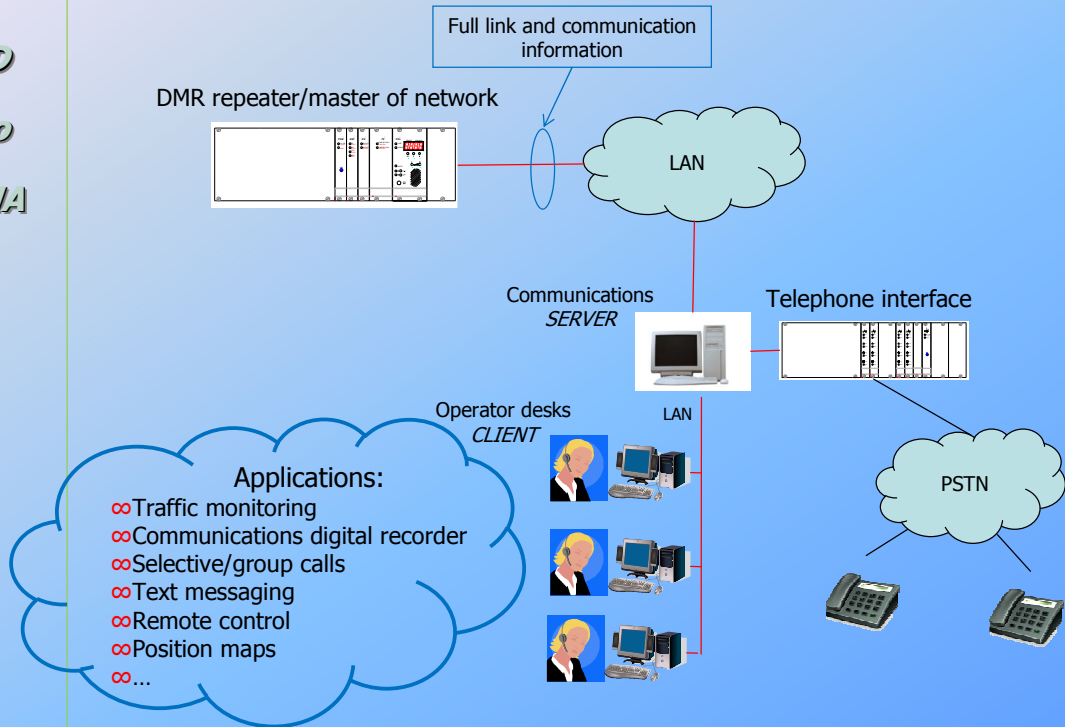 Full link and communication
information
DMR repeater/master of network
LAN
Communications
SERVER
Telephone interface
Operator desks
CLIENT
LAN
PSTN
Applications:
∞Traffic monitoring
∞Communications digital recorder
∞Selective/group calls
∞Text messaging
∞Remote control
∞Position maps
∞...